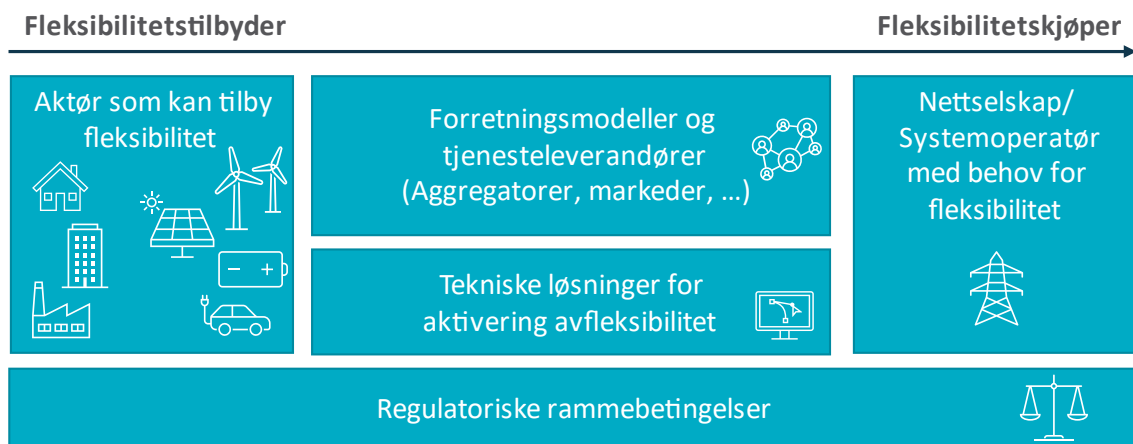 Fleksibilitetstilbyder
Fleksibilitetskjøper
Aktør som kan tilby
fleksibilitet
Forretningsmodeller og
tjenesteleverandører
(Aggregatorer, markeder, ...)
Tekniske løsninger for
aktivering avfleksibilitet
Nettselskap/
Systemoperatør
med behov for
fleksibilitet
Regulatoriske rammebetingelser